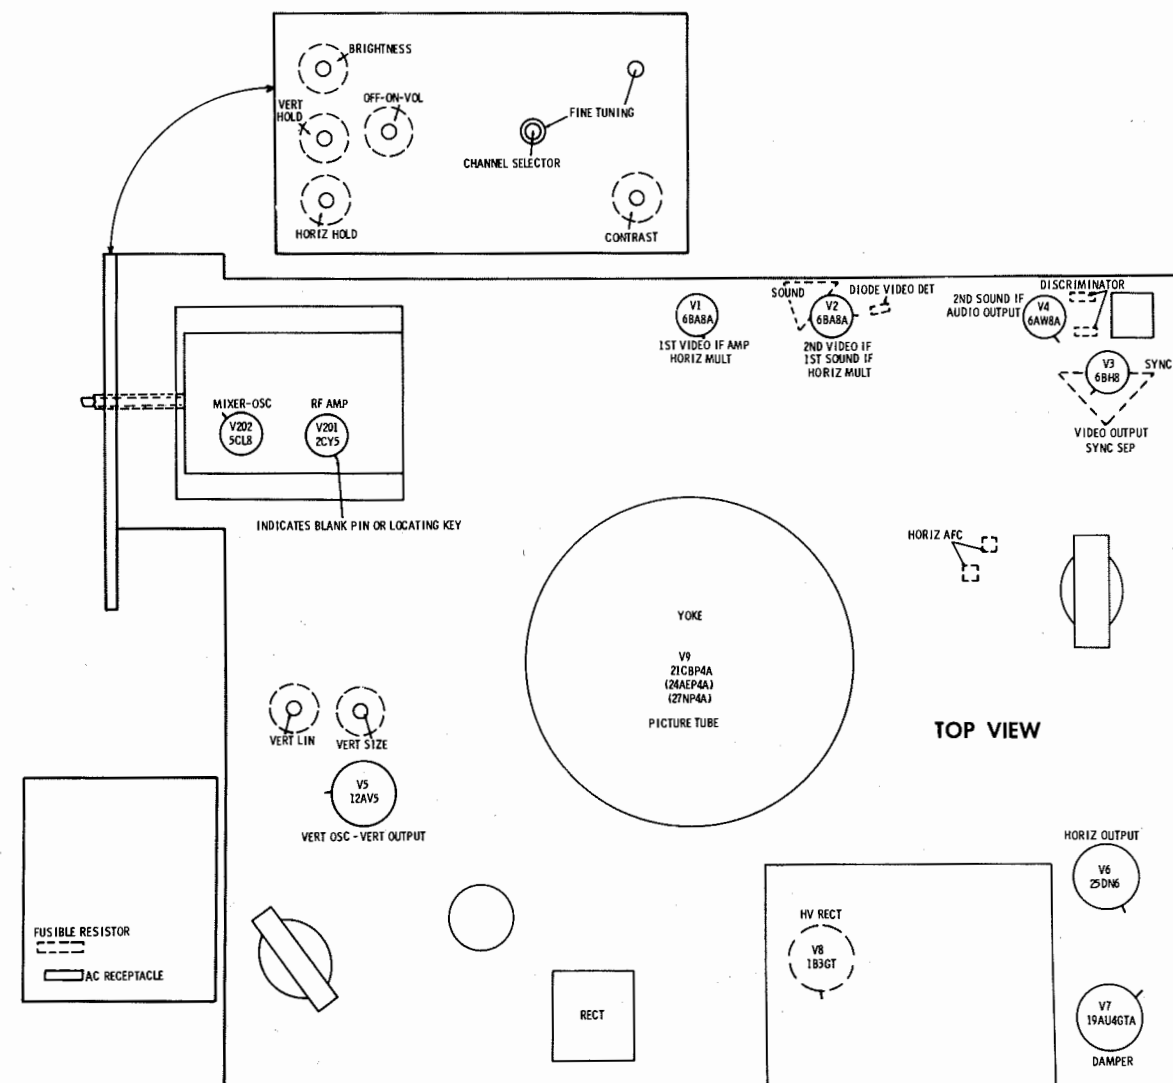 BRIGHTNESS
OFF-ON-VOL
VERT
HOLD
FINE TUNING
CHANNEL SELECTOR
HORIZ HOLD
CONTRAST
V1
6BA8A
1ST VIDEO IF AMP
HORIZ MULT
SOUND
DIODE VIDEO DET
V2
6BA8A
2ND VIDEO IF
1ST SOUND IF
HORIZ MULT
DISCRIMINATOR
2ND SOUND IF
AUDIO OUTPUT
V4
6AW8A
V3
6BH8
SYNC
VIDEO OUTPUT
SYNC SEP
MIXER-OSC
V202
5CL8
RF AMP
V201
2CY5
INDICATES BLANK PIN OR LOCATING KEY
HORIZ AFC
YOKE
V9
21CBP4A
(24AEP4A)
(27NP4A)
PICTURE TUBE
TOP VIEW
VERT LIN
VERT SIZE
V5
12AV5
VERT OSC - VERT OUTPUT
HORIZ OUTPUT
V6
25DN6
HV RECT
V8
1B3GT
FUSIBLE RESISTOR
AC RECEPTACLE
RECT
V7
19AU4GTA
DAMPER